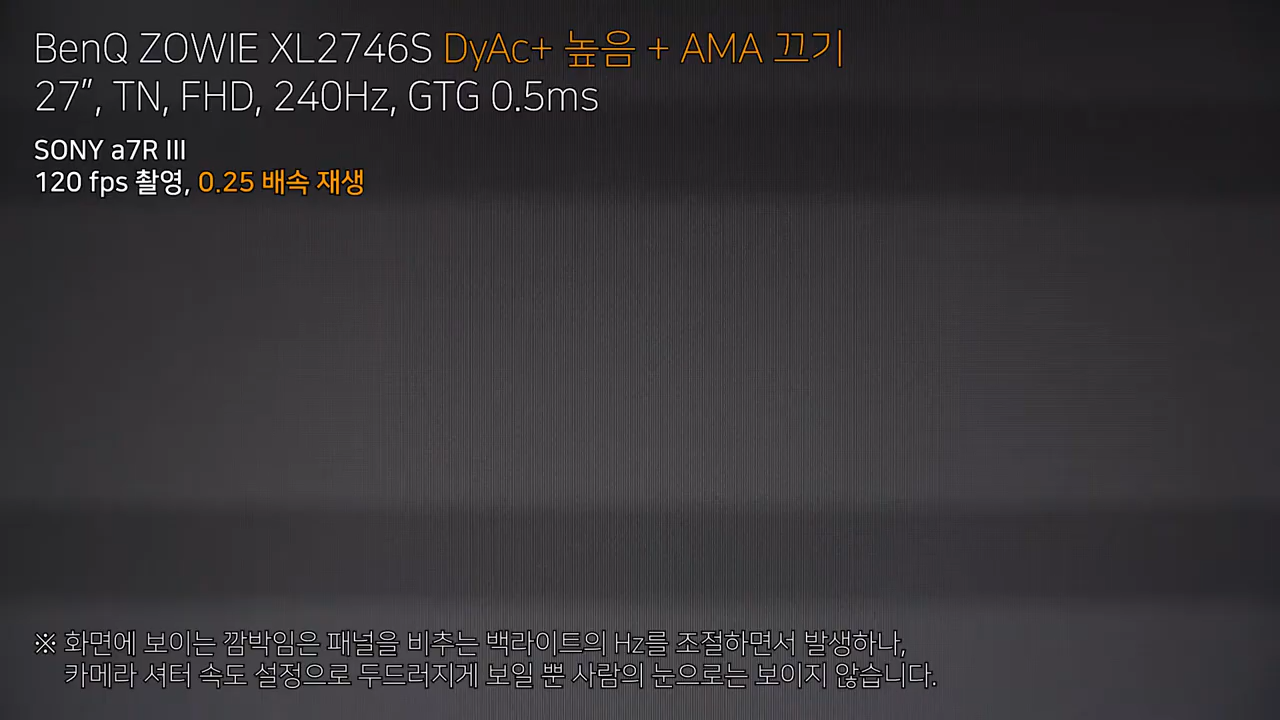 BenQ ZOWIE XL2746S DyAc+ 높음 + AMA 끄기
27”, TN, FHD, 240Hz, GTG 0.5ms
SONY a7R III
120 fps 촬영, 0.25 배속 재생
※ 화면에 보이는 깜박임은 패널을 비추는 백라이트의 Hz를 조절하면서 발생하나,
카메라 셔터 속도 설정으로 두드러지게 보일 뿐 사람의 눈으로는 보이지 않습니다.